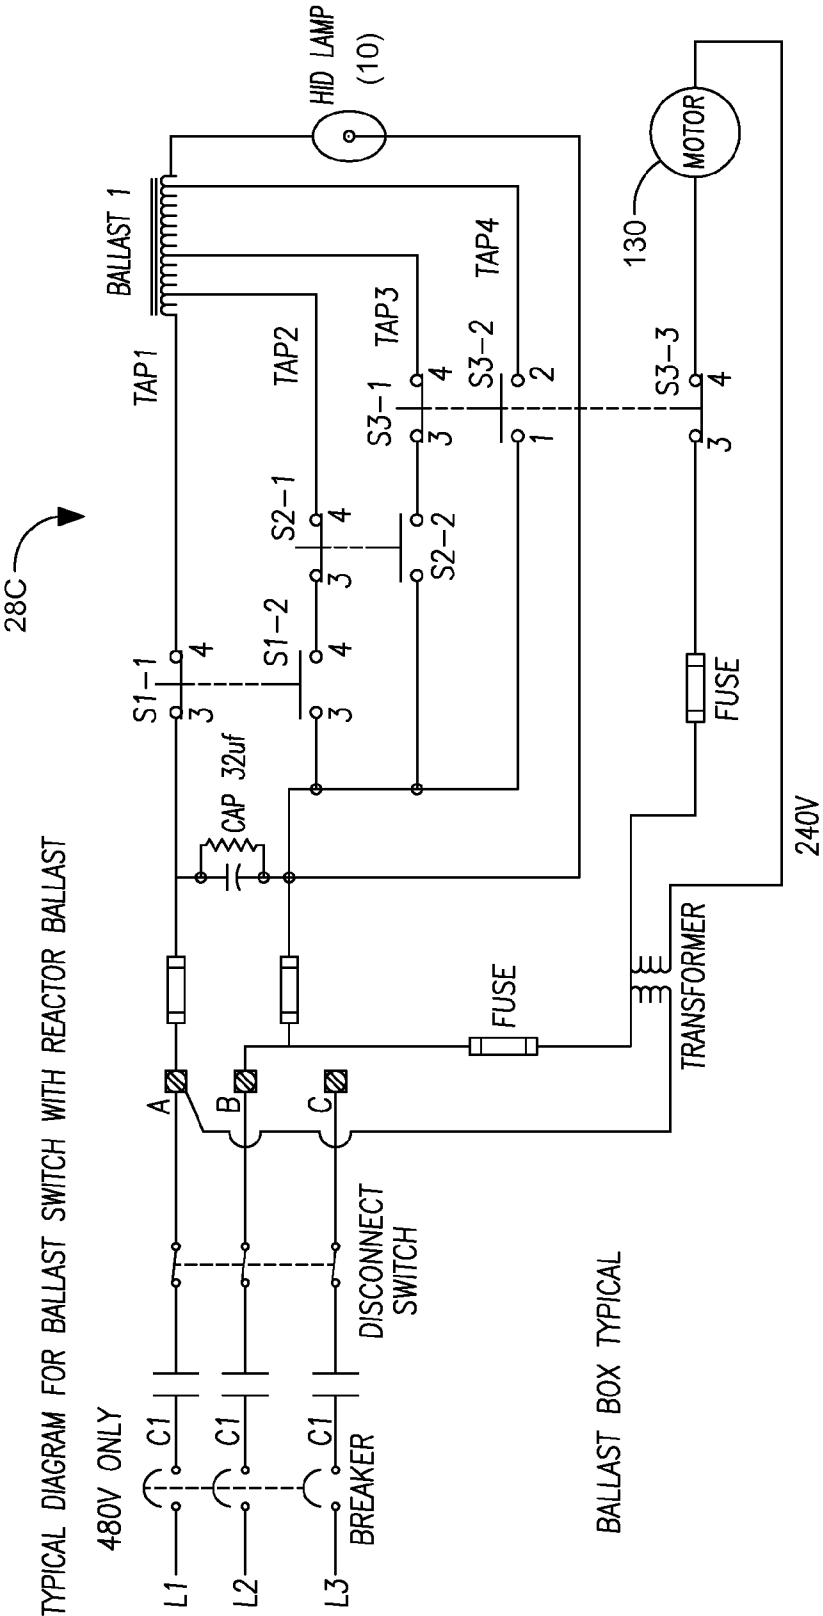 28C
TYPICAL DIAGRAM FOR BALLAST SWITCH WITH REACTOR BALLAST
480V ONLY
L1
L2
L3
BREAKER
C1
C1
C1
DISCONNECT
SWITCH
A
B
C
CAP 32uf
S1-1
3
4
S1-2
3
4
S2-1
3
4
S2-2
S3-1
3
4
S3-2
1
2
S3-3
3
4
TAP1
TAP2
TAP3
TAP4
BALLAST 1
HID LAMP
(10)
130
MOTOR
FUSE
FUSE
TRANSFORMER
240V
BALLAST BOX TYPICAL